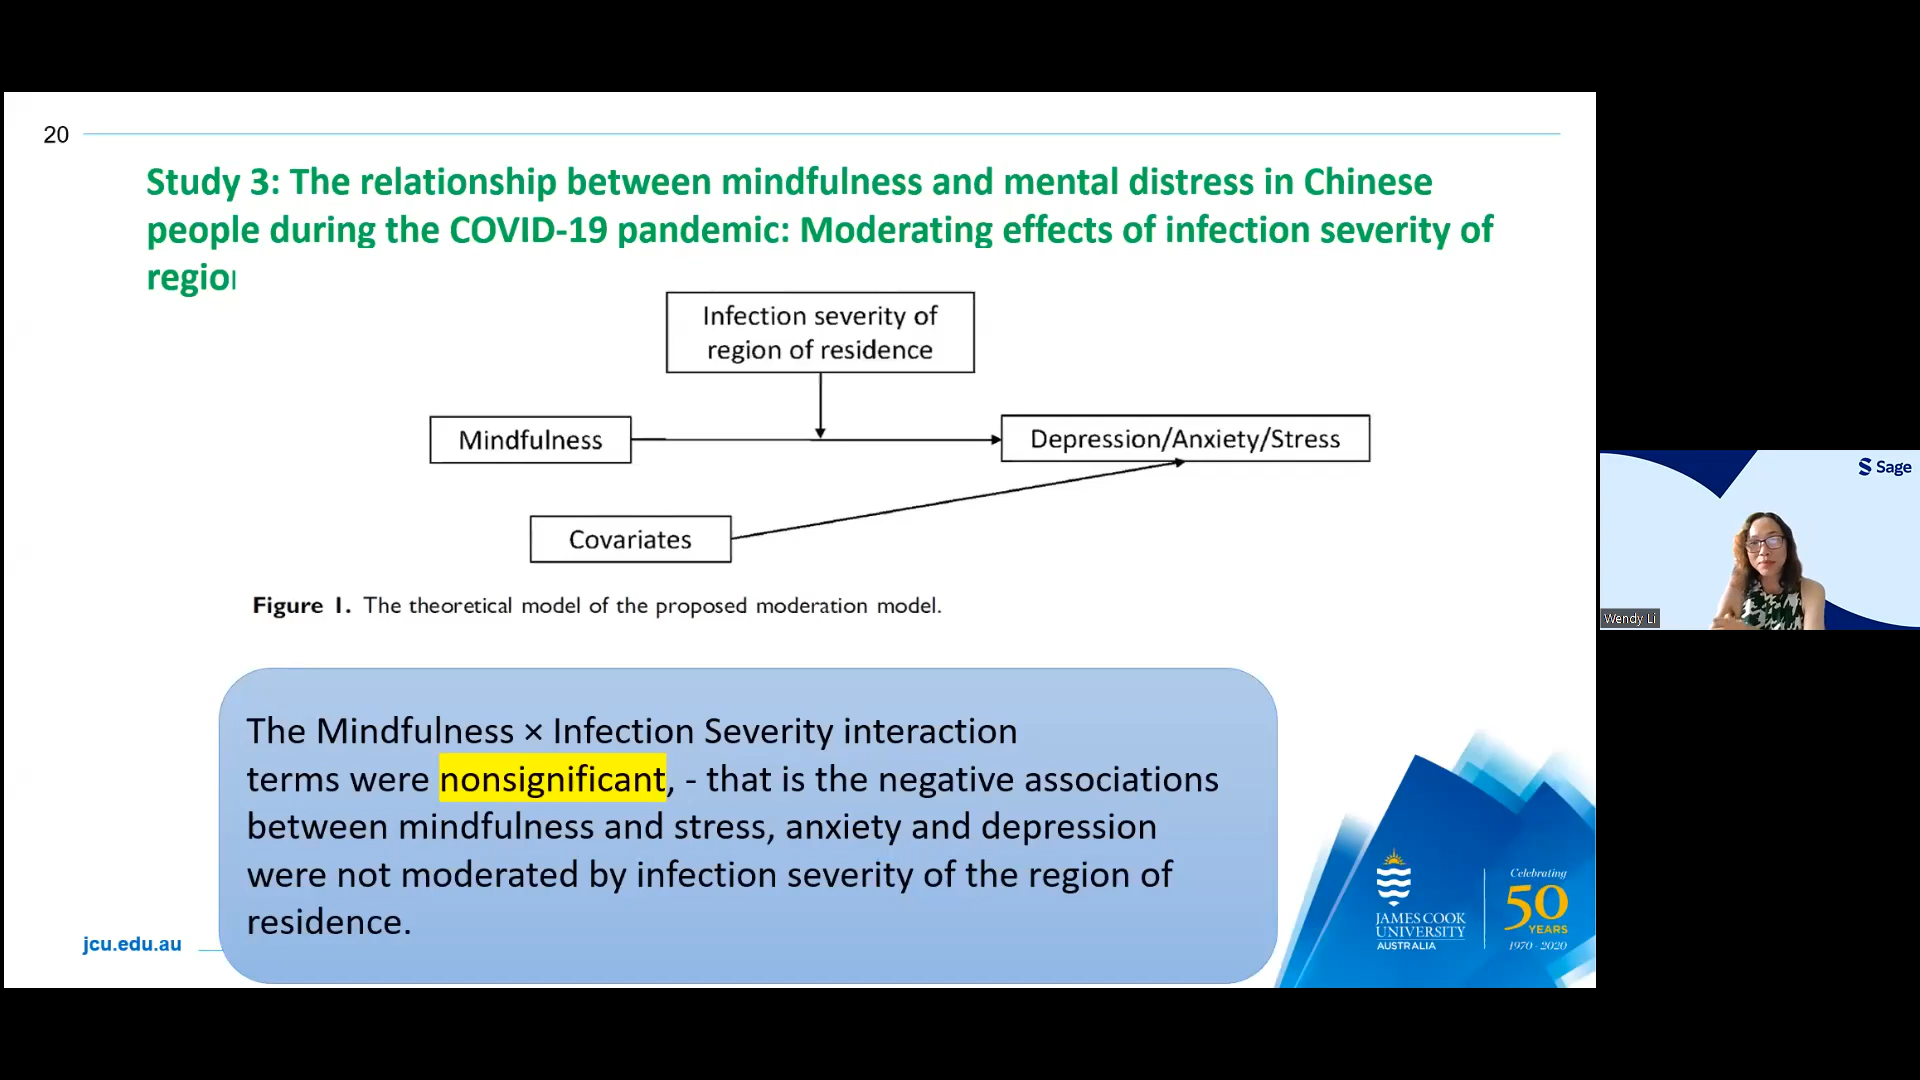 20
Study 3: The relationship between mindfulness and mental distress in Chinese
people during the COVID-19 pandemic: Moderating effects of infection severity of
regio
Infection severity of
region of residence
Mindfulness
Depression/Anxiety/Stress
Covariates
Figure 1. The theoretical model of the proposed moderation model.
The Mindfulness × Infection Severity interaction
terms were nonsignificant, - that is the negative associations
between mindfulness and stress, anxiety and depression
were not moderated by infection severity of the region of
residence.
jcu.edu.au
JAMES COOK
UNIVERSITY
AUSTRALIA
Celebrating
50
YEARS
1970 - 2020
Sage
Wendy Li